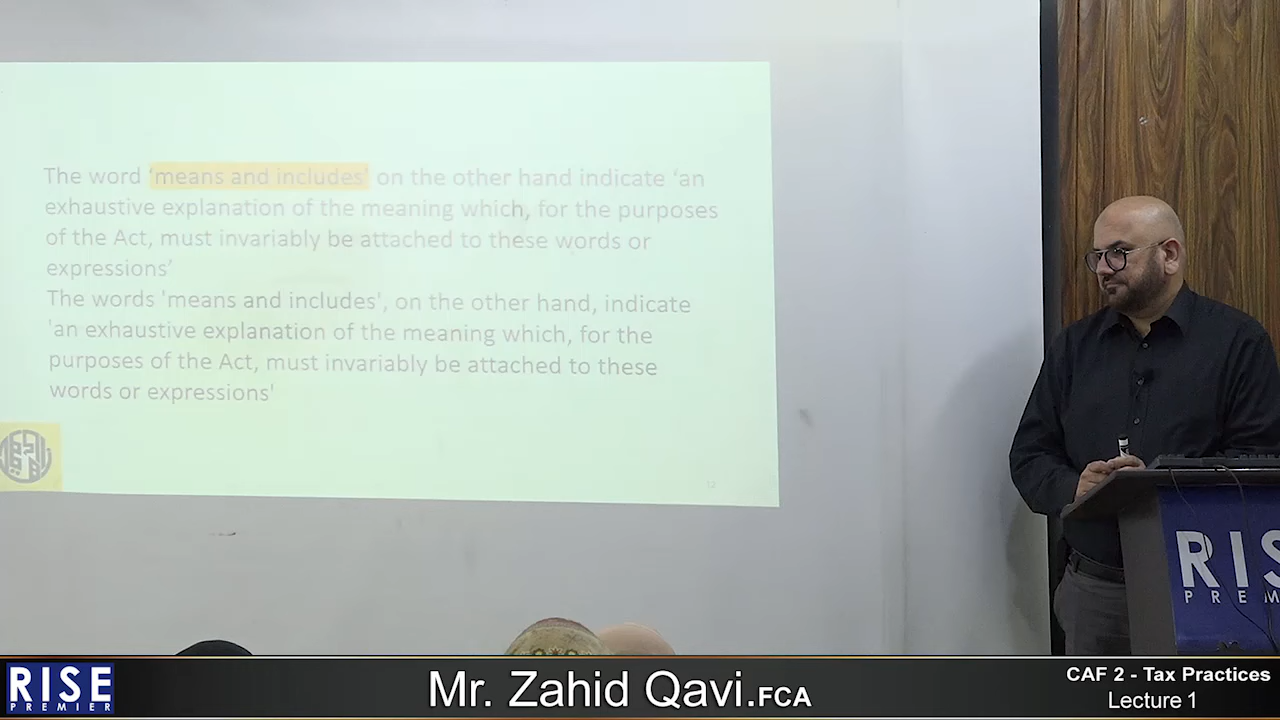 The word ‘means and includes’ on the other hand indicate ‘an
exhaustive explanation of the meaning which, for the purposes
of the Act, must invariably be attached to these words or
expressions’
The words 'means and includes', on the other hand, indicate
'an exhaustive explanation of the meaning which, for the
purposes of the Act, must invariably be attached to these
words or expressions'
12
RIS
PREM
RISE
PREMIER
Mr. Zahid Qavi.FCA
CAF 2 - Tax Practices
Lecture 1